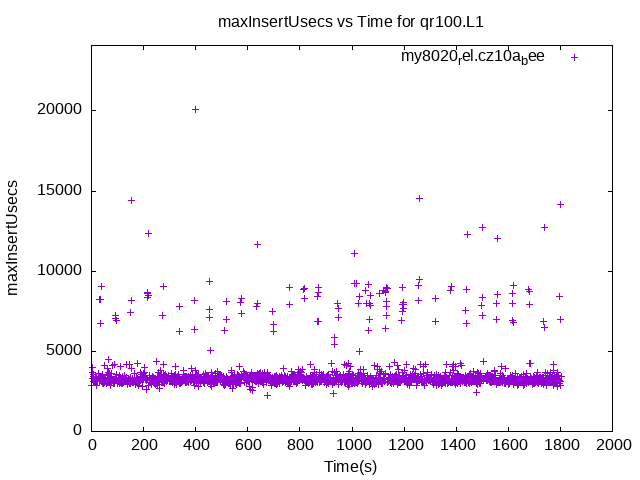 maxInsertUsecs vs Time for qr100.L1
my8020rel.cz10abee
20000
15000
10000
5000
0
maxInsertUsecs
0 200 400 600 800 1000 1200 1400 1600 1800 2000
Time(s)